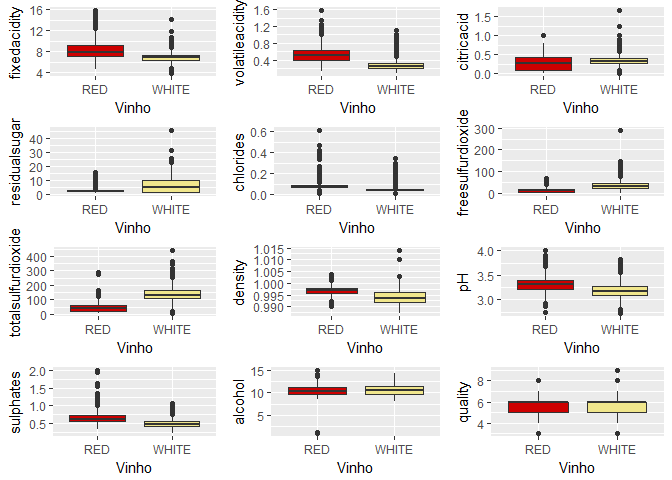 fixedacidity
16
12
8
4
RED
WHITE
Vinho
volatileacidity
1.6
1.2
0.8
0.4
RED
WHITE
Vinho
citricacid
1.5
1.0
0.5
0.0
RED
WHITE
Vinho
residualsugar
40
30
20
10
0
RED
WHITE
Vinho
chlorides
0.6
0.4
0.2
0.0
RED
WHITE
Vinho
freesulfurdioxide
300
200
100
0
RED
WHITE
Vinho
totalsulfurdioxide
400
300
200
100
0
RED
WHITE
Vinho
density
1.015
1.010
1.005
1.000
0.995
0.990
RED
WHITE
Vinho
pH
4.0
3.5
3.0
RED
WHITE
Vinho
sulphates
2.0
1.5
1.0
0.5
RED
WHITE
Vinho
alcohol
15
10
5
RED
WHITE
Vinho
quality
8
6
4
RED
WHITE
Vinho